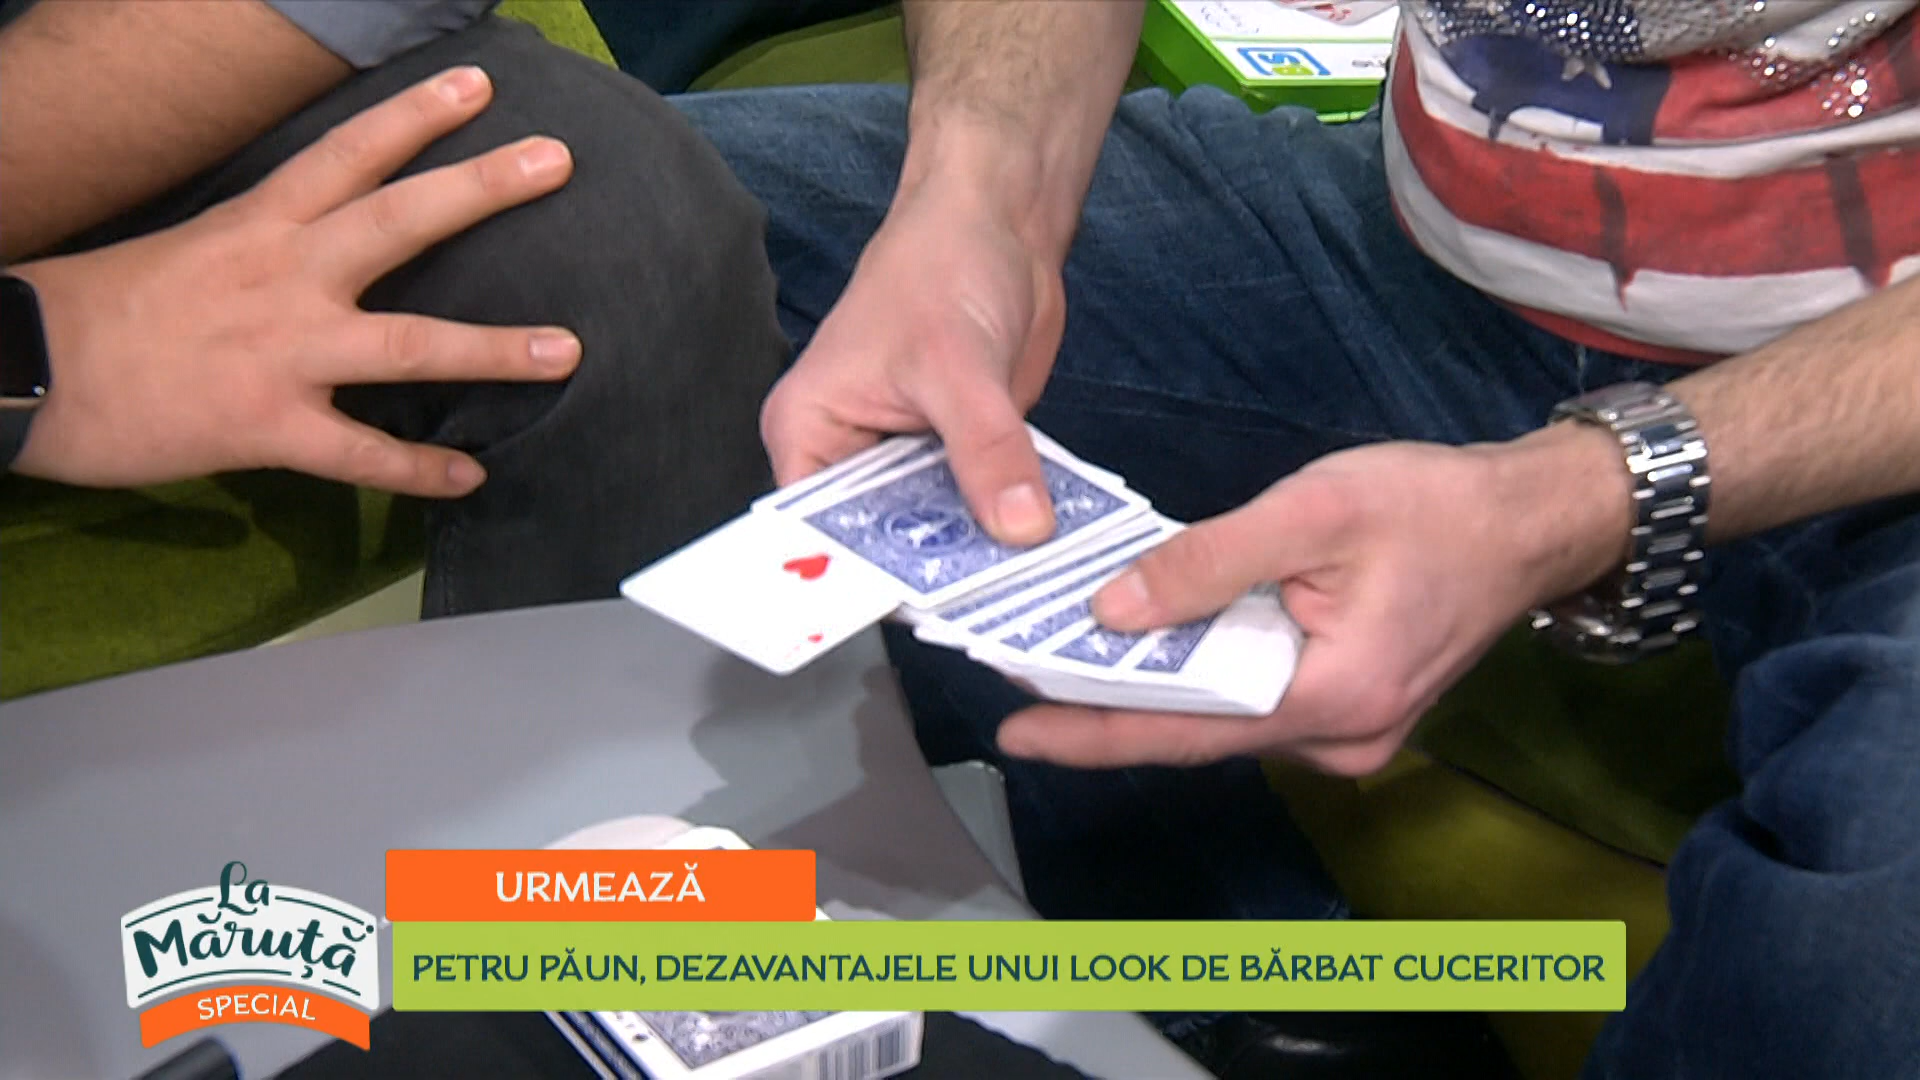 URMEAZĂ
PETRU PĂUN, DEZAVANTAJELE UNUI LOOK DE BĂRBAT CUCERITOR
La
Măruță
SPECIAL